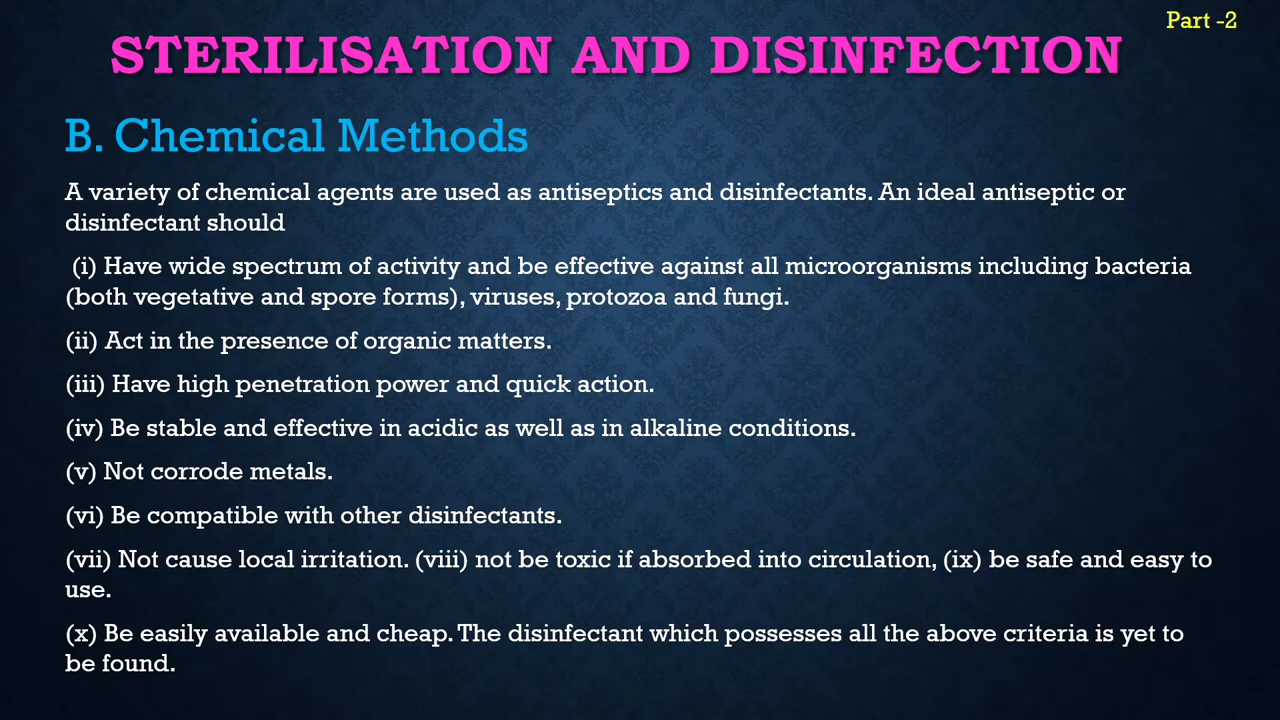 Part -2
STERILISATION AND DISINFECTION
B. Chemical Methods
A variety of chemical agents are used as antiseptics and disinfectants. An ideal antiseptic or
disinfectant should
(i) Have wide spectrum of activity and be effective against all microorganisms including bacteria
(both vegetative and spore forms), viruses, protozoa and fungi.
(ii) Act in the presence of organic matters.
(iii) Have high penetration power and quick action.
(iv) Be stable and effective in acidic as well as in alkaline conditions.
(v) Not corrode metals.
(vi) Be compatible with other disinfectants.
(vii) Not cause local irritation. (viii) not be toxic if absorbed into circulation, (ix) be safe and easy to
use.
(x) Be easily available and cheap. The disinfectant which possesses all the above criteria is yet to
be found.